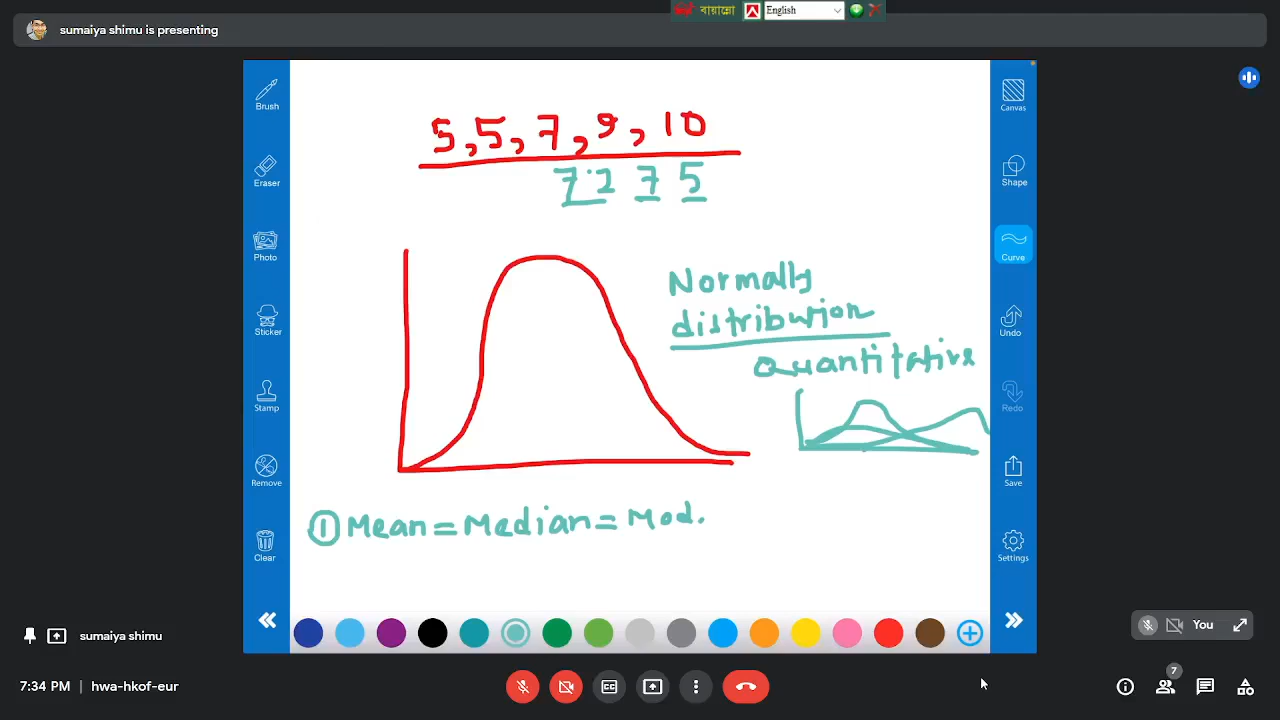 বায়ান্নো
English
sumaiya shimu is presenting
Brush
Eraser
Photo
Sticker
Stamp
Remove
Clear
5,5,7,9,10
7.2 7 5
Normally
distribution
Quantitative
① Mean = Median = Mod.
Canvas
Shape
Curve
Undo
Redo
Save
Settings
sumaiya shimu
You
7:34 PM | hwa-hkof-eur
7